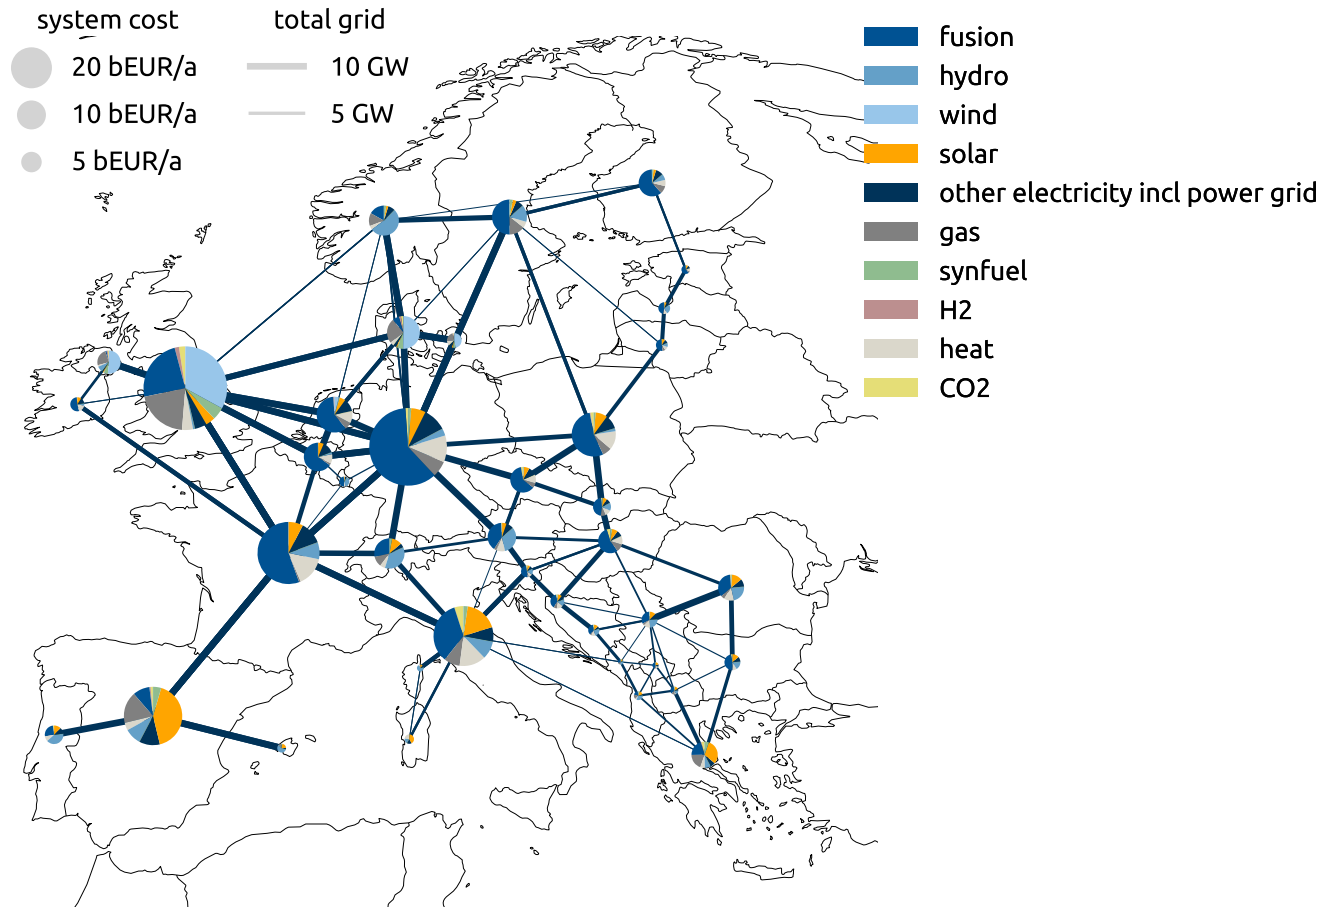 system cost
20 bEUR/a
10 bEUR/a
5 bEUR/a
total grid
10 GW
5 GW
fusion
hydro
wind
solar
other electricity incl power grid
gas
synfuel
H2
heat
CO2